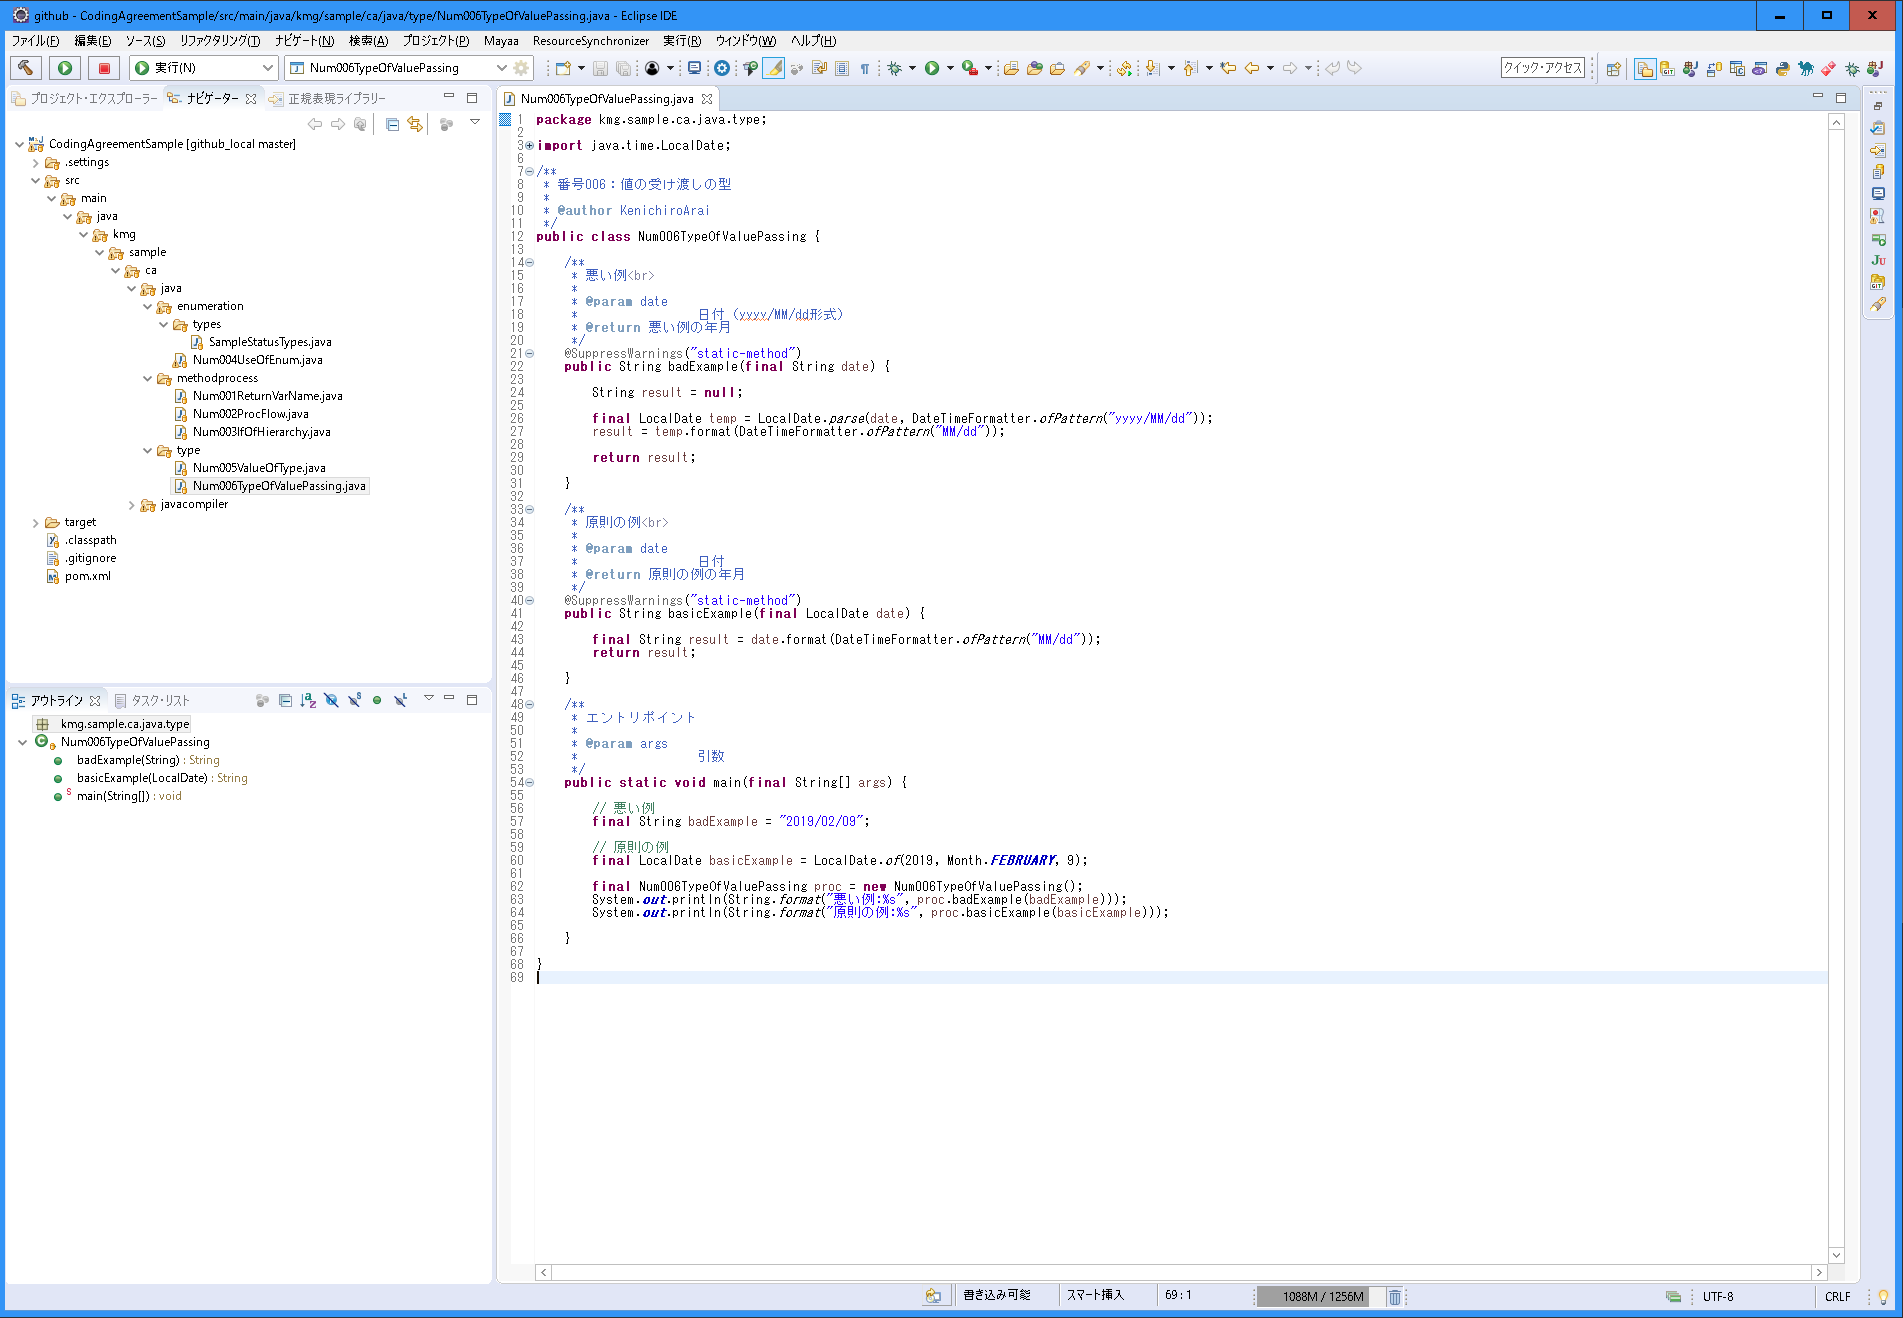 github - CodingAgreementSample/src/main/java/kmg/sample/ca/java/type/Num006TypeOfValuePassing.java - Eclipse IDE
ファイル(F) 編集(E) ソース(S) リファクタリング(T) ナビゲート(N) 検索(A) プロジェクト(P) Mayaa ResourceSynchronizer 実行(R) ウィンドウ(W) ヘルプ(H)
実行(N) Num006TypeOfValuePassing クイック・アクセス
プロジェクト・エクスプローラー ナビゲーター 正規表現ライブラリー
CodingAgreementSample [github_local master]
.settings
src
main
java
kmg
sample
ca
java
enumeration
types
SampleStatusTypes.java
Num004UseOfEnum.java
methodprocess
Num001ReturnVarName.java
Num002ProcFlow.java
Num003IfOfHierarchy.java
type
Num005ValueOfType.java
Num006TypeOfValuePassing.java
javacompiler
target
.classpath
.gitignore
pom.xml
アウトライン タスク・リスト
kmg.sample.ca.java.type
Num006TypeOfValuePassing
badExample(String) : String
basicExample(LocalDate) : String
main(String[]) : void
Num006TypeOfValuePassing.java
1 package kmg.sample.ca.java.type;
2
3 import java.time.LocalDate;
6
7 /**
8 * 番号006：値の受け渡しの型
9 *
10 * @author KenichiroArai
11 */
12 public class Num006TypeOfValuePassing {
13
14 /**
15 * 悪い例<br>
16 *
17 * @param date
18 * 日付（yyyy/MM/dd形式）
19 * @return 悪い例の年月
20 */
21 @SuppressWarnings("static-method")
22 public String badExample(final String date) {
23
24 String result = null;
25
26 final LocalDate temp = LocalDate.parse(date, DateTimeFormatter.ofPattern("yyyy/MM/dd"));
27 result = temp.format(DateTimeFormatter.ofPattern("MM/dd"));
28
29 return result;
30
31 }
32
33 /**
34 * 原則の例<br>
35 *
36 * @param date
37 * 日付
38 * @return 原則の例の年月
39 */
40 @SuppressWarnings("static-method")
41 public String basicExample(final LocalDate date) {
42
43 final String result = date.format(DateTimeFormatter.ofPattern("MM/dd"));
44 return result;
45
46 }
47
48 /**
49 * エントリポイント
50 *
51 * @param args
52 * 引数
53 */
54 public static void main(final String[] args) {
55
56 // 悪い例
57 final String badExample = "2019/02/09";
58
59 // 原則の例
60 final LocalDate basicExample = LocalDate.of(2019, Month.FEBRUARY, 9);
61
62 final Num006TypeOfValuePassing proc = new Num006TypeOfValuePassing();
63 System.out.println(String.format("悪い例:%s", proc.badExample(badExample)));
64 System.out.println(String.format("原則の例:%s", proc.basicExample(basicExample)));
65
66 }
67
68 }
69
書き込み可能 スマート挿入 69 : 1 1088M / 1256M UTF-8 CRLF